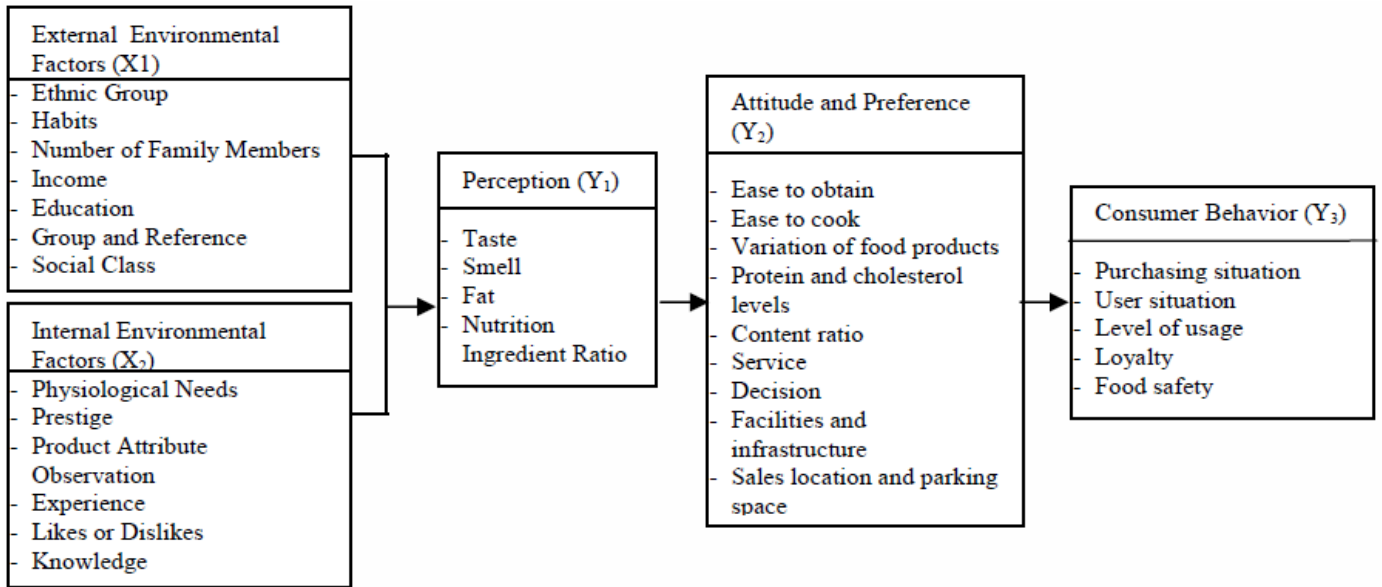 External Environmental
Factors (X1)
- Ethnic Group
- Habits
- Number of Family Members
- Income
- Education
- Group and Reference
- Social Class
Internal Environmental
Factors (X₂)
- Physiological Needs
- Prestige
- Product Attribute
Observation
- Experience
- Likes or Dislikes
- Knowledge
Perception (Y₁)
- Taste
- Smell
- Fat
- Nutrition
Ingredient Ratio
Attitude and Preference
(Y₂)
- Ease to obtain
- Ease to cook
- Variation of food products
- Protein and cholesterol
levels
- Content ratio
- Service
- Decision
- Facilities and
infrastructure
- Sales location and parking
space
Consumer Behavior (Y₃)
- Purchasing situation
- User situation
- Level of usage
- Loyalty
- Food safety